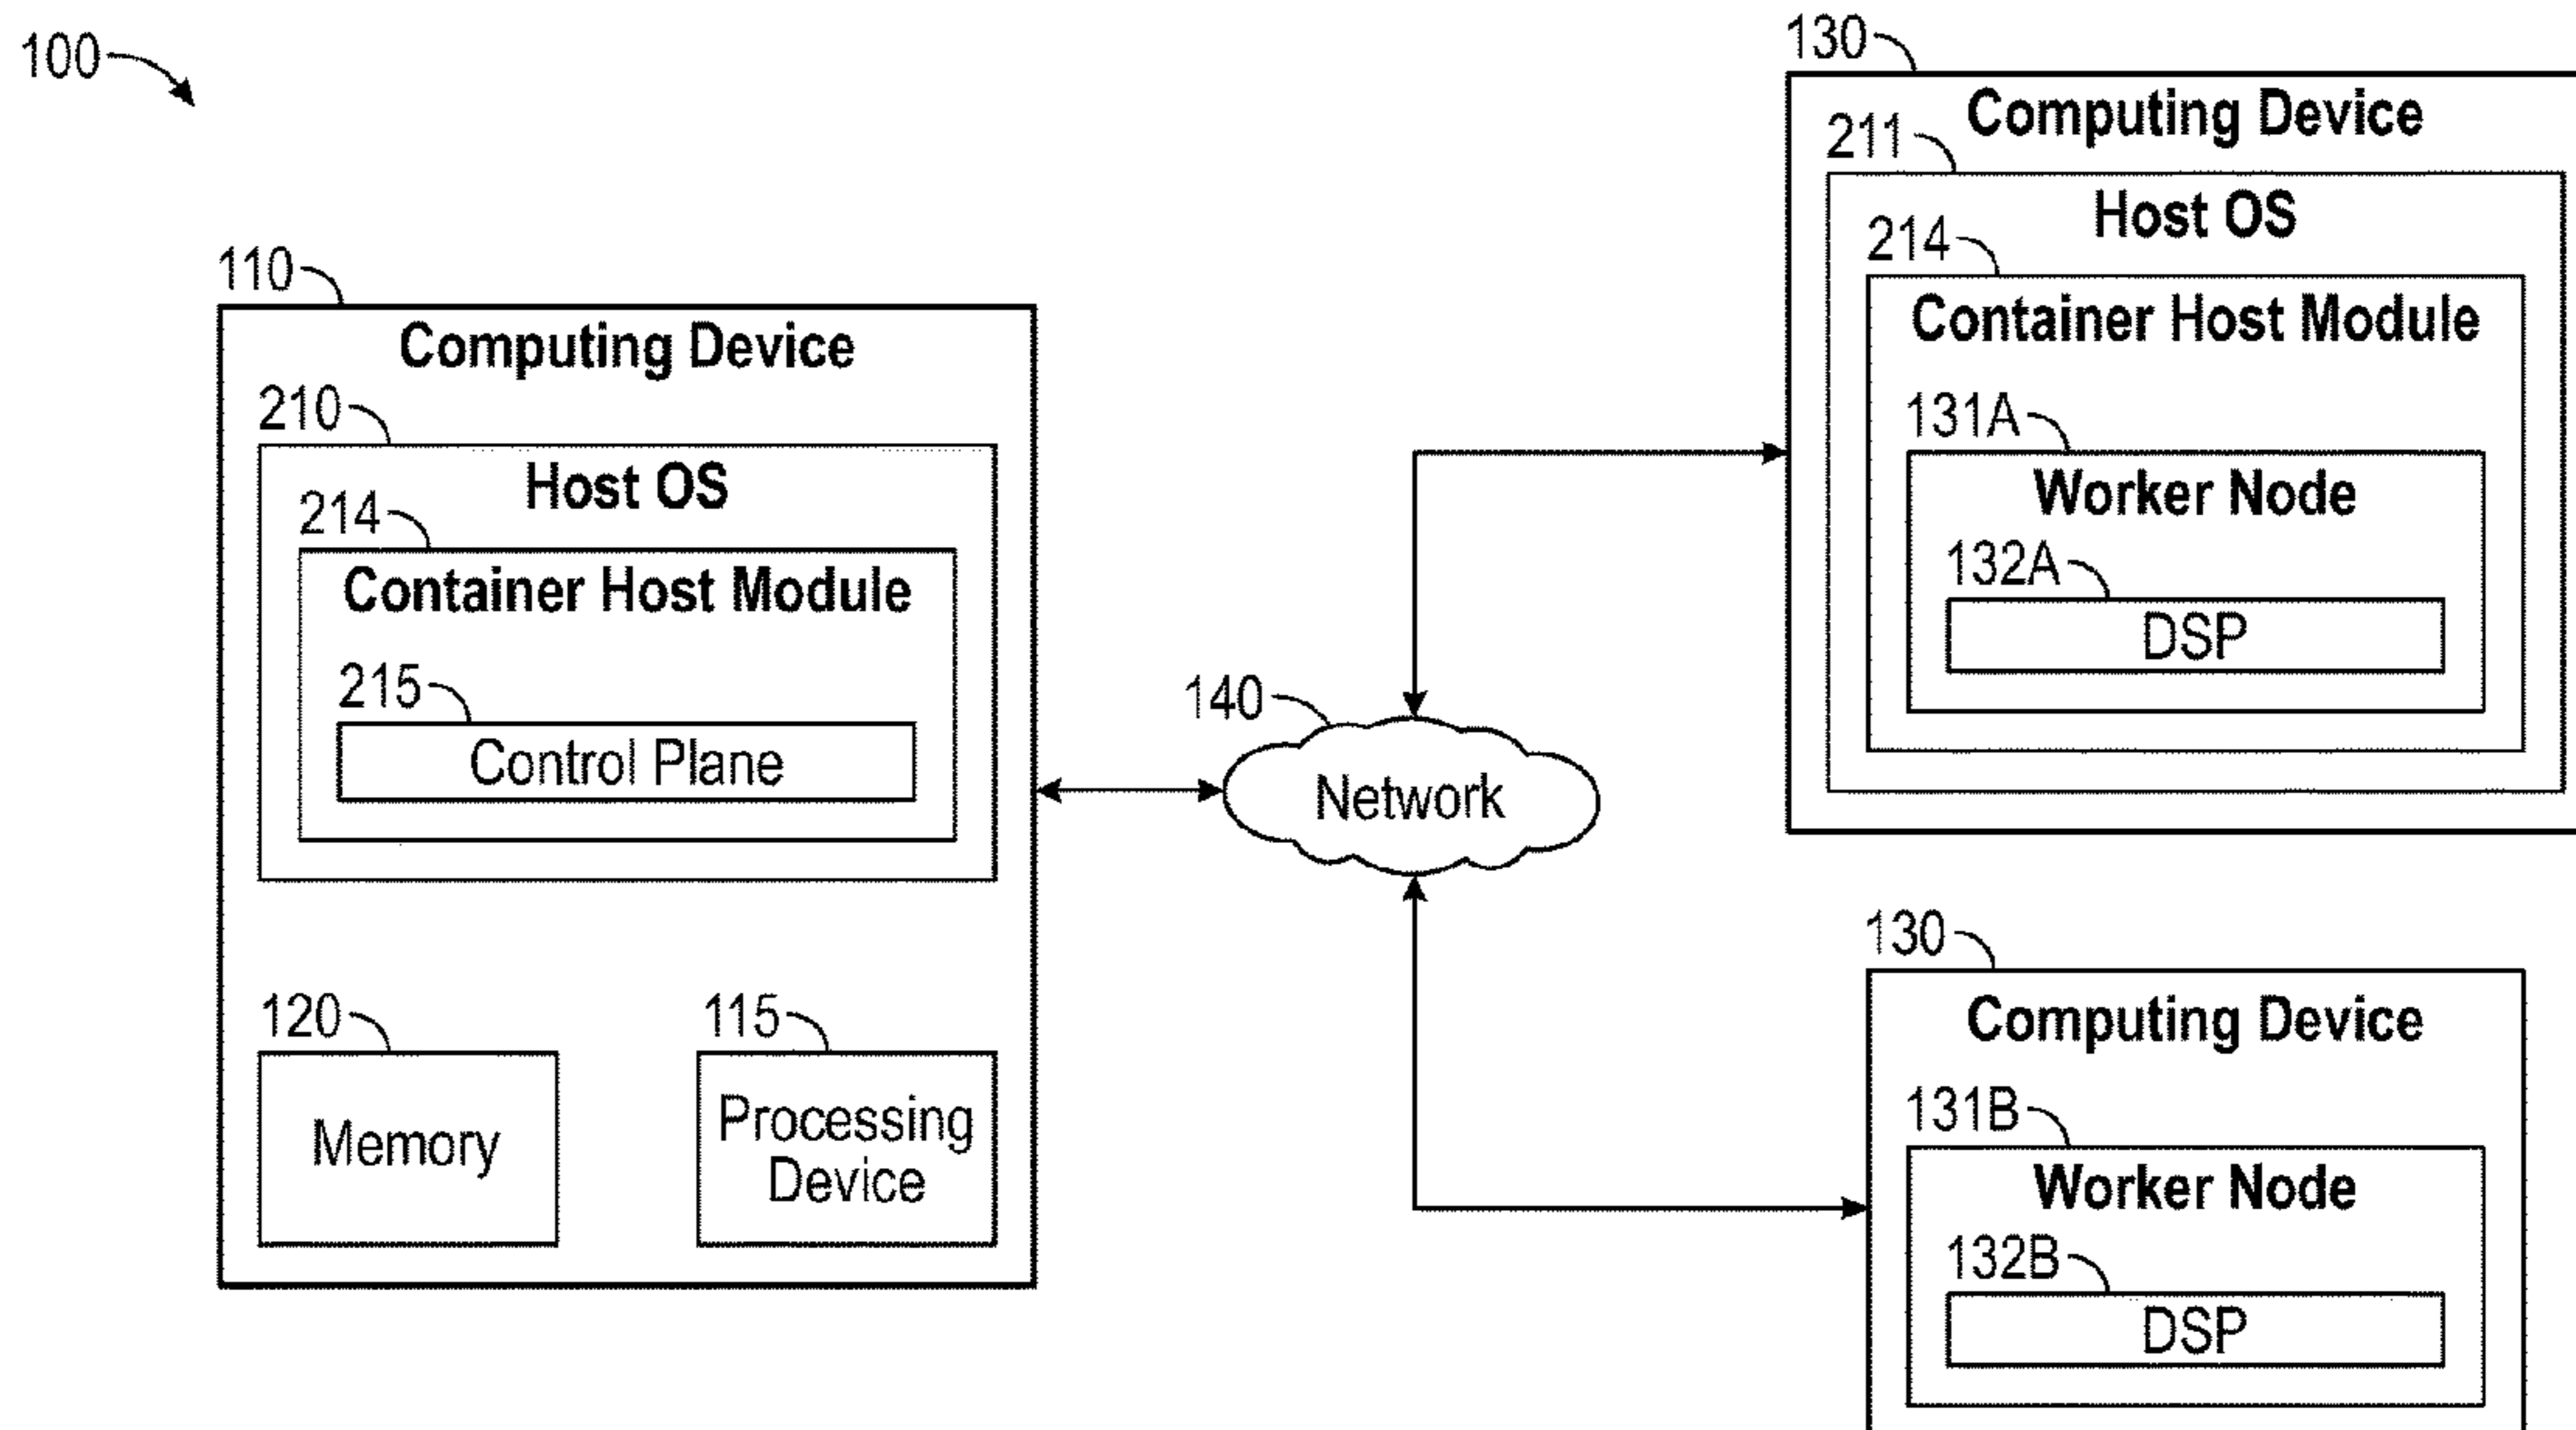 100
110
Computing Device
210
Host OS
214
Container Host Module
215
Control Plane
120
Memory
115
Processing
Device
140
Network
130
Computing Device
211
Host OS
214
Container Host Module
131A
Worker Node
132A
DSP
130
Computing Device
131B
Worker Node
132B
DSP